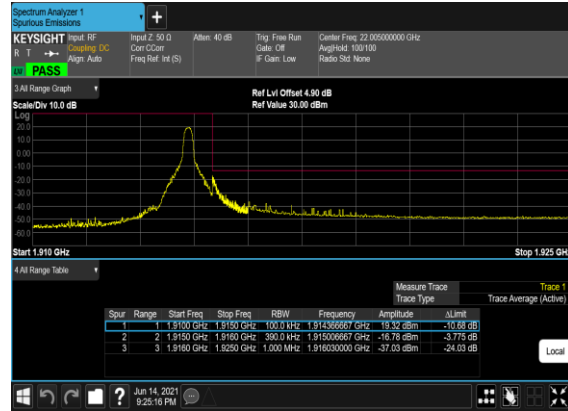 Spectrum Analyzer 1
Spurious Emissions
KEYSIGHT Input: RF Input Z: 50 Ω Atten: 40 dB Trig: Free Run Center Freq: 22.005000000 GHz
R T Coupling: DC Corr CCorr Gate: Off Avg|Hold: 100/100
Align: Auto Freq Ref: Int (S) IF Gain: Low Radio Std: None
PASS
3 All Range Graph
Ref Lvl Offset 4.90 dB
Scale/Div 10.0 dB Ref Value 30.00 dBm
Log
20.0
10.0
0.00
-10.0
-20.0
-30.0
-40.0
-50.0
-60.0
Start 1.910 GHz Stop 1.925 GHz
4 All Range Table
Measure Trace Trace 1
Trace Type Trace Average (Active)
Spur Range Start Freq Stop Freq RBW Frequency Amplitude ΔLimit
1 1 1.9100 GHz 1.9150 GHz 100.0 kHz 1.914366667 GHz 19.32 dBm -10.68 dB
2 2 1.9150 GHz 1.9160 GHz 390.0 kHz 1.915006667 GHz -16.78 dBm -3.775 dB
3 3 1.9160 GHz 1.9250 GHz 1.000 MHz 1.916030000 GHz -37.03 dBm -24.03 dB
Local
Jun 14, 2021
9:25:16 PM